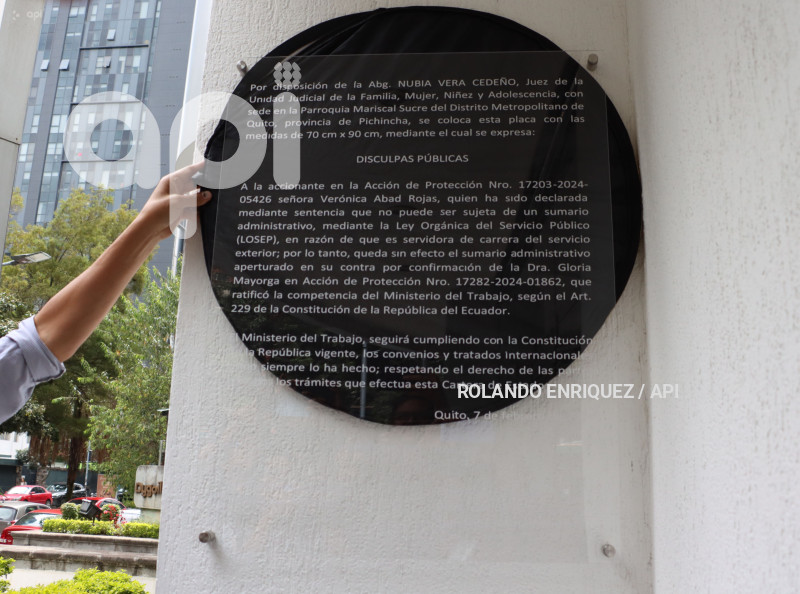 api
Por disposición de la Abg. NUBIA VERA CEDEÑO, Juez de la
Unidad Judicial de la Familia, Mujer, Niñez y Adolescencia, con
sede en la Parroquia Mariscal Sucre del Distrito Metropolitano de
Quito, provincia de Pichincha, se coloca esta placa con las
medidas de 70 cm x 90 cm, mediante el cual se expresa:
DISCULPAS PÚBLICAS
A la accionante en la Acción de Protección Nro. 17203-2024-
05426 señora Verónica Abad Rojas, quien ha sido declarada
mediante sentencia que no puede ser sujeta de un sumario
administrativo, mediante la Ley Orgánica del Servicio Público
(LOSEP), en razón de que es servidora de carrera del servicio
exterior; por lo tanto, queda sin efecto el sumario administrativo
aperturado en su contra por confirmación de la Dra. Gloria
Mayorga en Acción de Protección Nro. 17282-2024-01862, que
ratificó la competencia del Ministerio del Trabajo, según el Art.
229 de la Constitución de la República del Ecuador.
Ministerio del Trabajo, seguirá cumpliendo con la Constitución
República vigente, los convenios y tratados internacionale
siempre lo ha hecho; respetando el derecho de las par
los trámites que efectua esta Cartera de Estado
ROLANDO ENRIQUEZ / API
Quito, 7 de
api